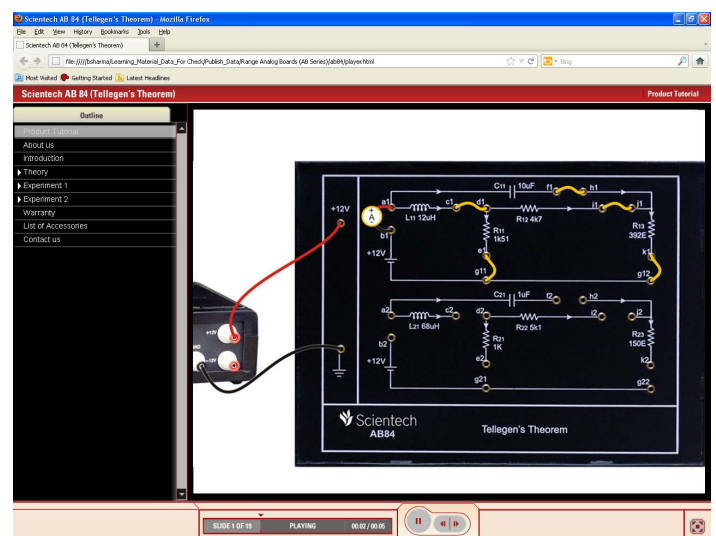 Scientech AB 84 (Tellegen's Theorem) - Mozilla Firefox
File Edit View History Bookmarks Tools Help
Scientech AB 84 (Tellegen's Theorem)
file://///bsharma/Learning_Material_Data_For Check/Publish_Data/Range Analog Boards (AB Series)/ab84/player.html
Bing
Most Visited Getting Started Latest Headlines
Scientech AB 84 (Tellegen's Theorem) Product Tutorial
Outline
Product Tutorial
About us
Introduction
Theory
Experiment 1
Experiment 2
Warranty
List of Accessories
Contact us
C11 10uF f1 h1
+12V a1 A c1 d1 i1 j1
L11 12uH R12 4k7
b1 R11 1k51 R13 392E
+12V e1 k1
g11 g12
C21 1uF f2 h2
a2 c2 d2 i2 j2
L21 68uH R22 5k1
b2 R21 1K R23 150E
+12V e2 k2
g21 g22
+12V
GND -12V
Scientech
AB84
Tellegen's Theorem
SLIDE 1 OF 19 PLAYING 00:02 / 00:05